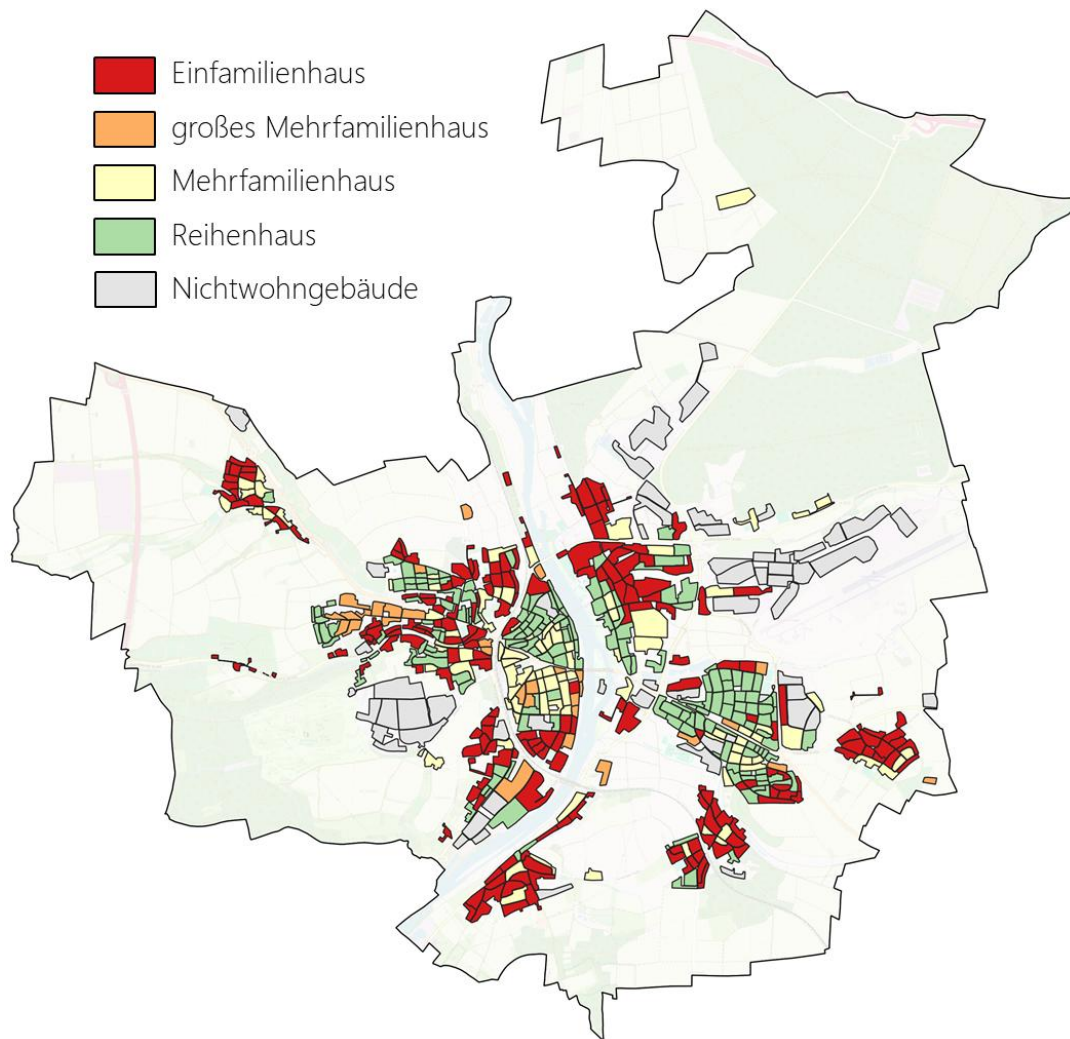 Einfamilienhaus
großes Mehrfamilienhaus
Mehrfamilienhaus
Reihenhaus
Nichtwohngebäude